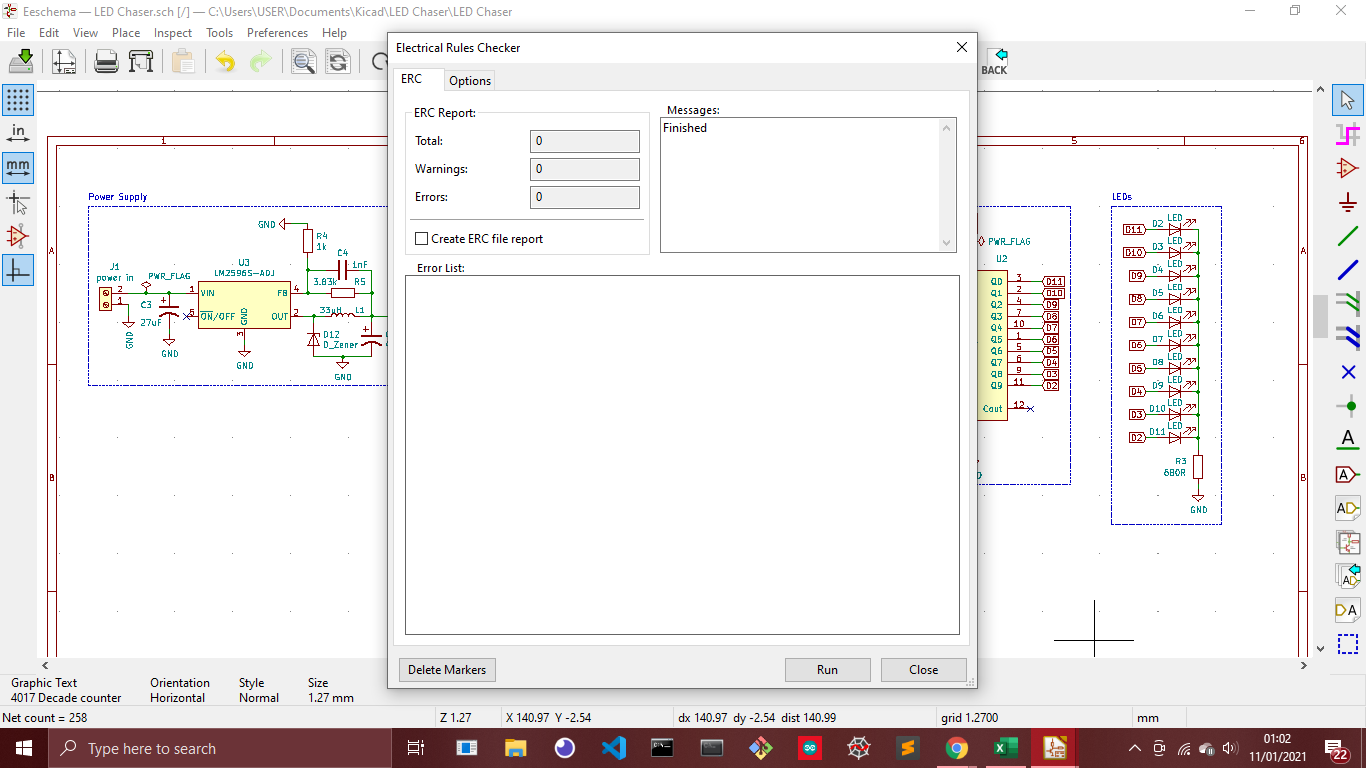 Eeschema — LED Chaser.sch [/] — C:\Users\USER\Documents\Kicad\LED Chaser\LED Chaser
File Edit View Place Inspect Tools Preferences Help
BACK
in
mm
Electrical Rules Checker
ERC Options
ERC Report:
Total: 0
Warnings: 0
Errors: 0
Create ERC file report
Messages:
Finished
Error List:
Delete Markers Run Close
1
5
6
A
B
Power Supply
GND
R4
1k
C4
1nF
U3
LM2596S-ADJ
3.83k R5
J1
power in
PWR_FLAG
2
1
GND
C3
27uF
GND
1 VIN
5 ON/OFF
GND
3
GND
FB 4
OUT 2
33uH L1
D12
D_Zener
GND
PWR_FLAG
U2
Q0 3 D11
Q1 2 D10
Q2 4 D9
Q3 7 D8
Q4 10 D7
Q5 1 D6
Q6 5 D5
Q7 6 D4
Q8 9 D3
Q9 11 D2
Cout 12
LEDs
D11 D2 LED
D10 D3 LED
D9 D4 LED
D8 D5 LED
D7 D6 LED
D6 D7 LED
D5 D8 LED
D4 D9 LED
D3 D10 LED
D2 D11 LED
R3
GND
A
B
A
A
AD
AD
DA
Graphic Text
4017 Decade counter
Orientation
Horizontal
Style
Normal
Size
1.27 mm
Net count = 258
Z 1.27
X 140.97 Y -2.54
dx 140.97 dy -2.54 dist 140.99
grid 1.2700
mm
Type here to search
01:02
11/01/2021
22